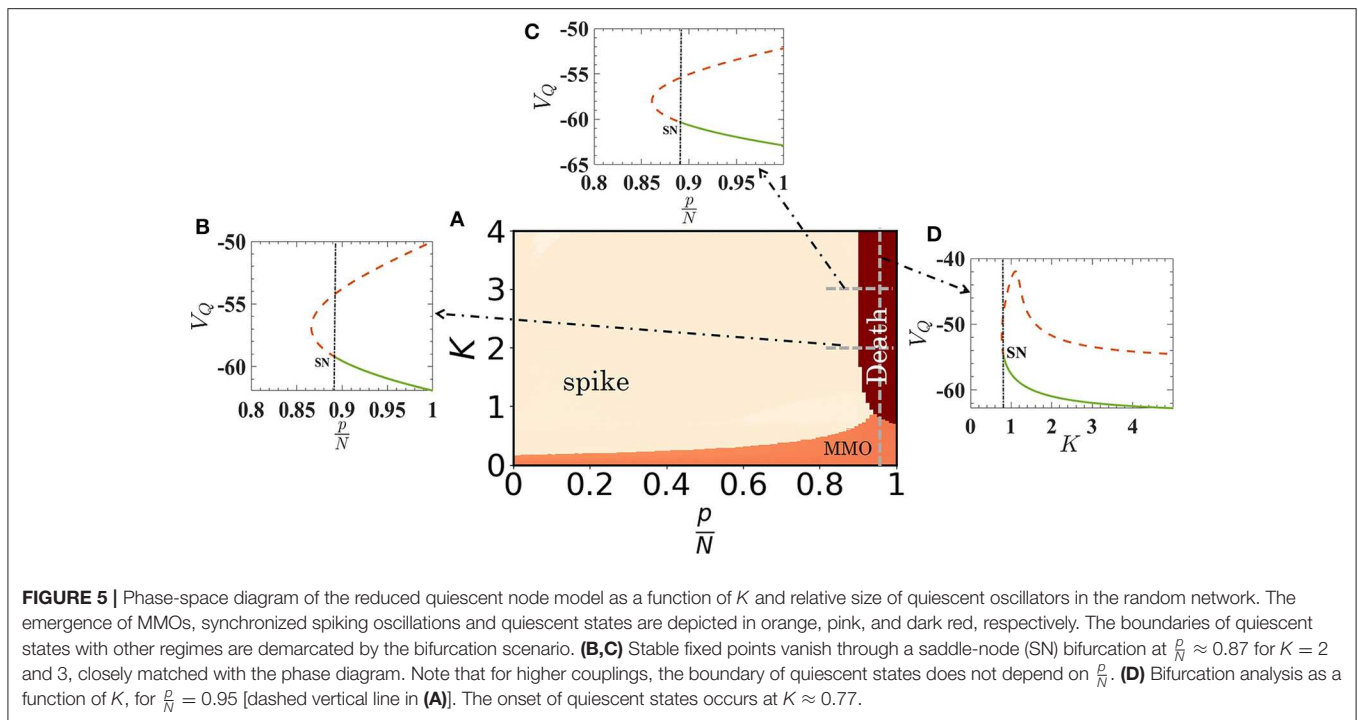 C
-50
-55
-60
-65
V_Q
SN
0.8 0.85 0.9 0.95 1
p/N
B
-50
-55
-60
V_Q
SN
0.8 0.85 0.9 0.95 1
p/N
A
4
3
2
1
0
K
spike
Death
MMO
0 0.2 0.4 0.6 0.8 1
p/N
D
-40
-50
-60
V_Q
SN
0 1 2 3 4
K
FIGURE 5 | Phase-space diagram of the reduced quiescent node model as a function of K and relative size of quiescent oscillators in the random network. The
emergence of MMOs, synchronized spiking oscillations and quiescent states are depicted in orange, pink, and dark red, respectively. The boundaries of quiescent
states with other regimes are demarcated by the bifurcation scenario. (B,C) Stable fixed points vanish through a saddle-node (SN) bifurcation at p/N ≈ 0.87 for K = 2
and 3, closely matched with the phase diagram. Note that for higher couplings, the boundary of quiescent states does not depend on p/N. (D) Bifurcation analysis as a
function of K, for p/N = 0.95 [dashed vertical line in (A)]. The onset of quiescent states occurs at K ≈ 0.77.